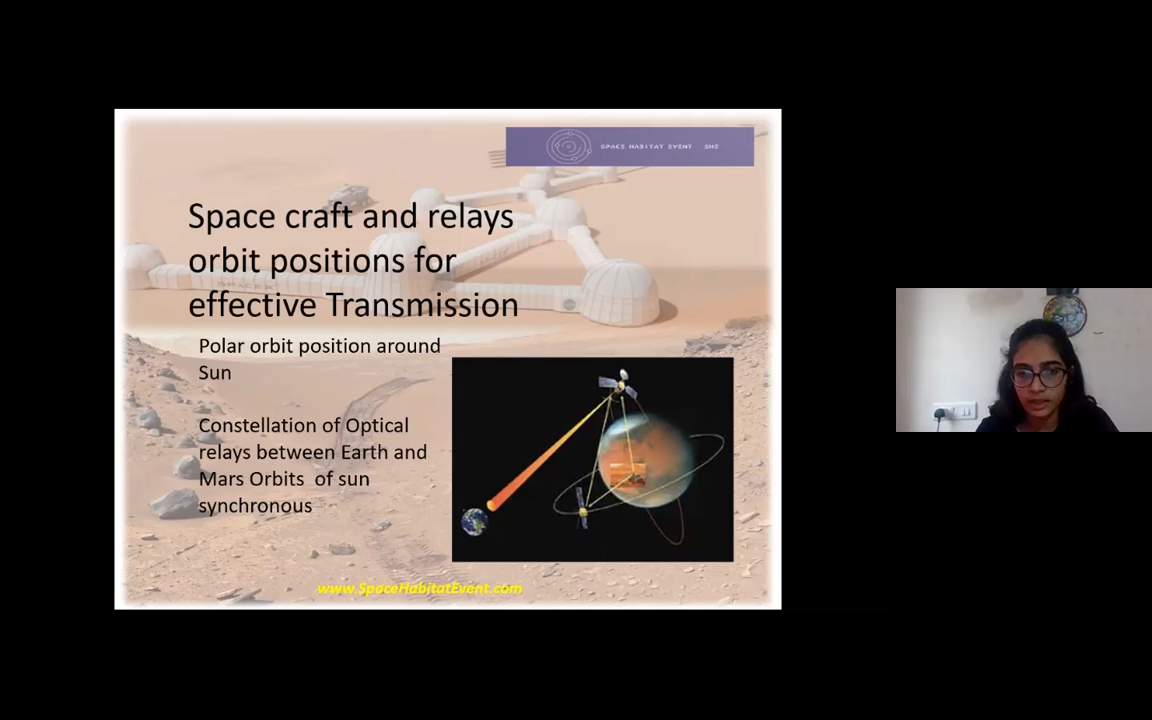 SPACE HABITAT EVENT SHE
Space craft and relays
orbit positions for
effective Transmission
SPACEX
Polar orbit position around
Sun
Constellation of Optical
relays between Earth and
Mars Orbits  of sun
synchronous
www.SpaceHabitatEvent.com